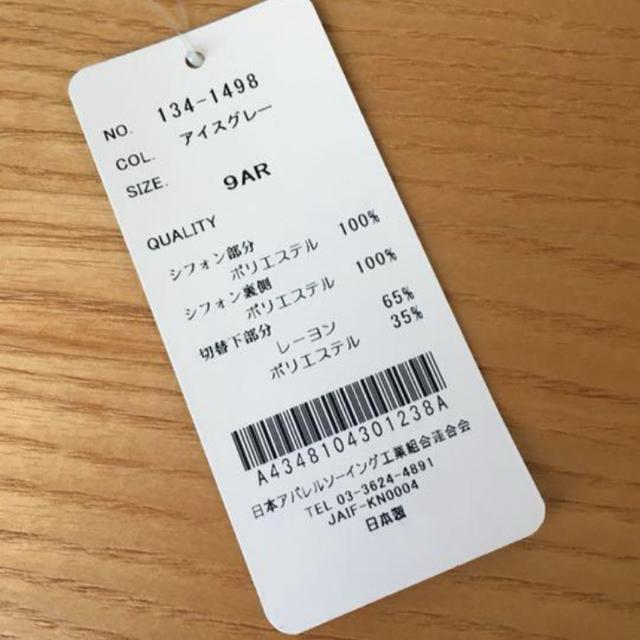 NO. 134-1498
COL. アイスグレー
SIZE. 9AR
QUALITY
シフォン部分
ポリエステル 100%
シフォン裏側
ポリエステル 100%
切替下部分
レーヨン 65%
ポリエステル 35%
A4348104301238A
日本アパレルソーイング工業組合連合会
TEL 03-3624-4891
JAIF-KN0004
日本製